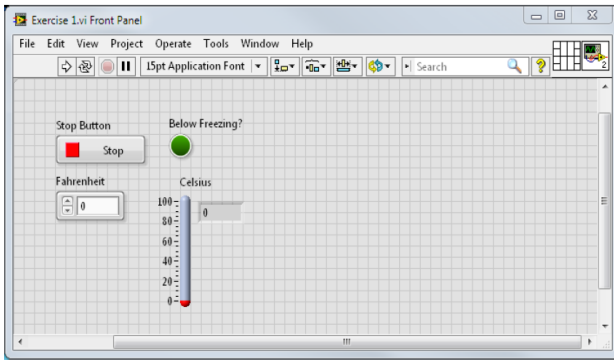 Exercise 1.vi Front Panel
File Edit View Project Operate Tools Window Help
15pt Application Font Search ? 2
Stop Button Below Freezing?
Stop
Fahrenheit Celsius
0 100 0
80
60
40
20
0